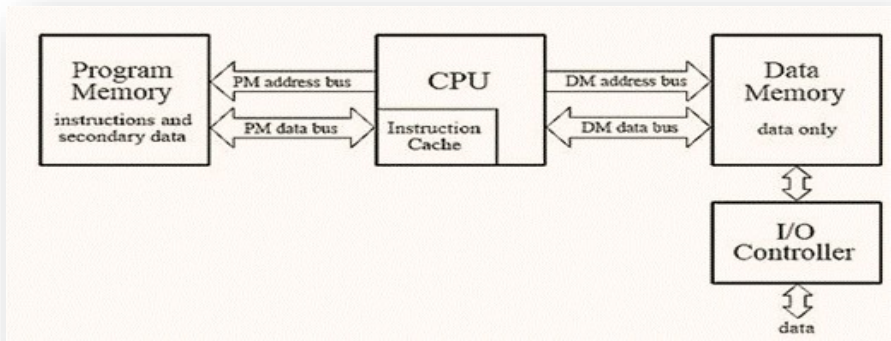 Program
Memory
instructions and
secondary data
PM address bus
PM data bus
CPU
Instruction
Cache
DM address bus
DM data bus
Data
Memory
data only
I/O
Controller
data